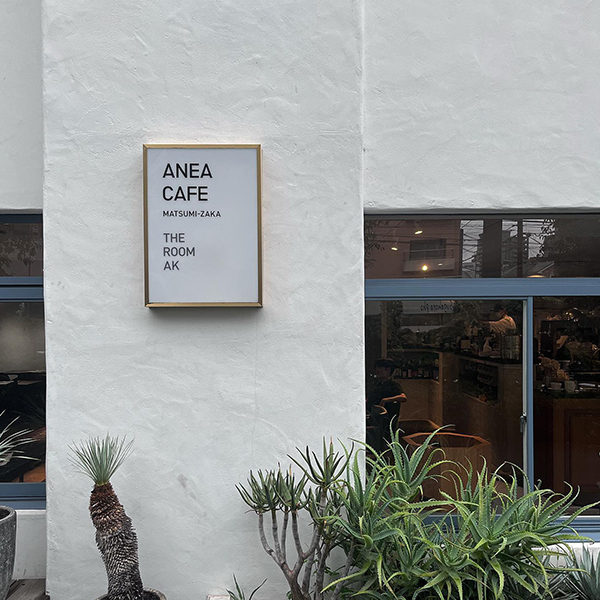 ANEA
CAFE
MATSUMI-ZAKA
THE
ROOM
AK